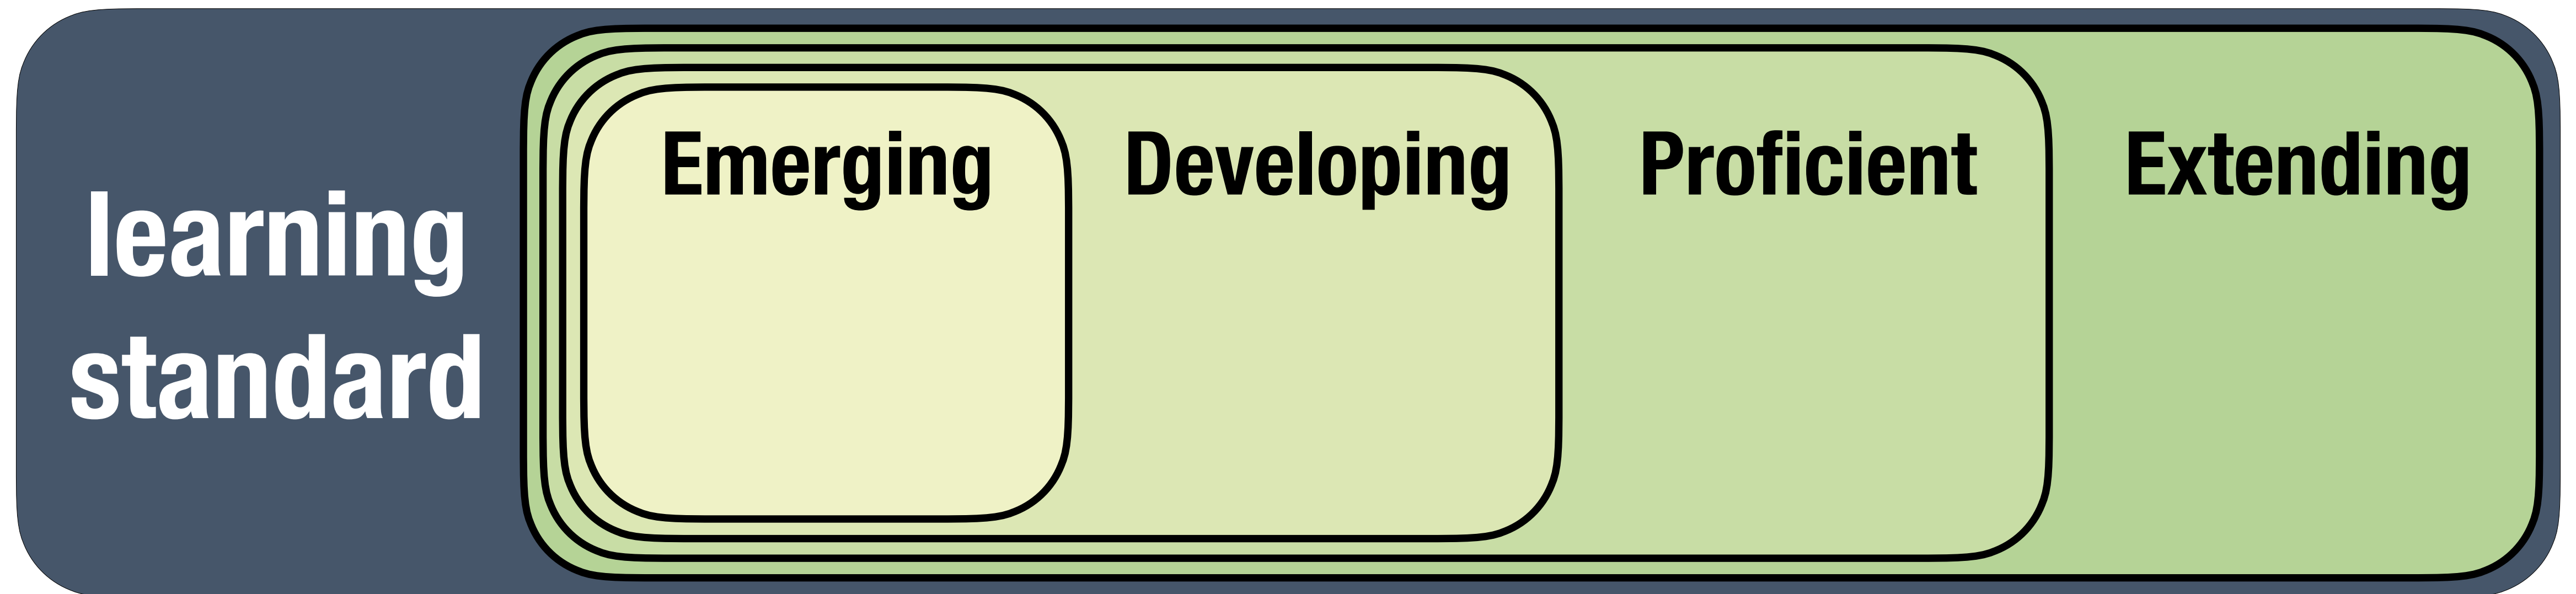 learning
standard
Emerging
Developing
Proficient
Extending